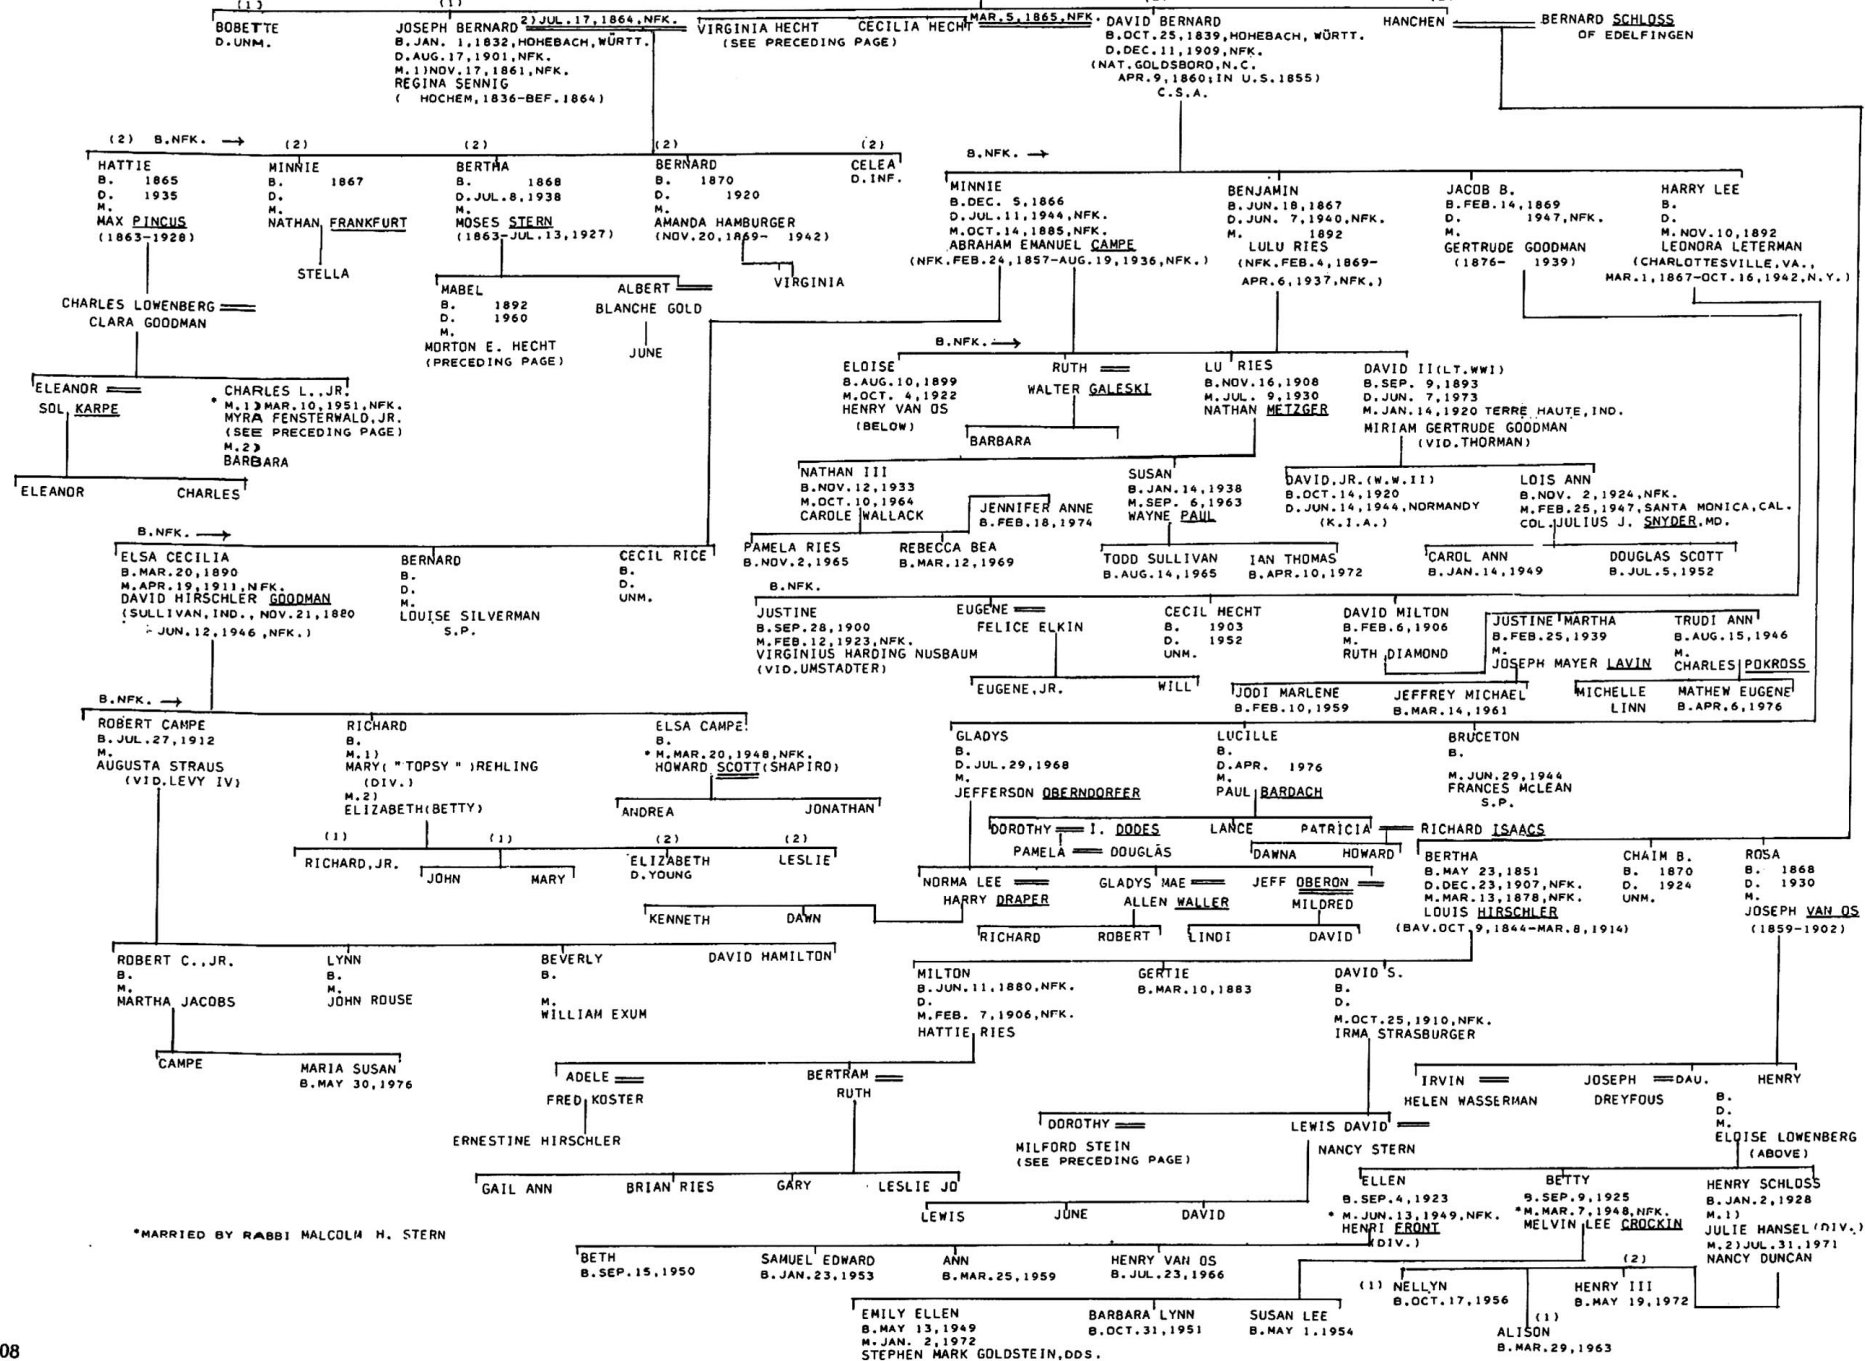 (1)
(1)
BOBETTE
D.UNM.
JOSEPH BERNARD
B.JAN. 1,1832,HOHEBACH,WÜRTT.
D.AUG.17,1901,NFK.
M.1)NOV.17,1861,NFK.
REGINA SENNIG
( HOCHEM,1836-BEF.1864)
2)JUL.17,1864,NFK.
VIRGINIA HECHT
(SEE PRECEDING PAGE)
CECILIA HECHT
MAR.5,1865,NFK.
DAVID BERNARD
B.OCT.25,1839,HOHEBACH,WÜRTT.
D.DEC.11,1909,NFK.
(NAT.GOLDSBORO,N.C.
APR.9,1860;IN U.S.1855)
C.S.A.
HANCHEN
BERNARD SCHLOSS
OF EDELFINGEN
(2) B.NFK. →
(2)
(2)
(2)
(2)
HATTIE
B. 1865
D. 1935
M.
MAX PINCUS
(1863-1928)
MINNIE
B. 1867
D.
M.
NATHAN FRANKFURT
STELLA
BERTHA
B. 1868
D.JUL.8,1938
M.
MOSES STERN
(1863-JUL.13,1927)
BERNARD
B. 1870
D. 1920
M.
AMANDA HAMBURGER
(NOV.20,1869- 1942)
VIRGINIA
CELEA
D.INF.
B.NFK. →
MINNIE
B.DEC. 5,1866
D.JUL.11,1944,NFK.
M.OCT.14,1885,NFK.
ABRAHAM EMANUEL CAMPE
(NFK.FEB.24,1857-AUG.19,1936,NFK.)
BENJAMIN
B.JUN.18,1867
D.JUN. 7,1940,NFK.
M. 1892
LULU RIES
(NFK.FEB.4,1869-
APR.6,1937,NFK.)
JACOB B.
B.FEB.14,1869
D. 1947,NFK.
M.
GERTRUDE GOODMAN
(1876- 1939)
HARRY LEE
B.
D.
M.NOV.10,1892
LEONORA LETERMAN
(CHARLOTTESVILLE,VA.,
MAR.1,1867-OCT.16,1942,N.Y.)
CHARLES LOWENBERG
CLARA GOODMAN
MABEL
B. 1892
D. 1960
M.
MORTON E. HECHT
(PRECEDING PAGE)
ALBERT
BLANCHE GOLD
JUNE
B.NFK. →
ELOISE
B.AUG.10,1899
M.OCT. 4,1922
HENRY VAN OS
(BELOW)
RUTH
WALTER GALESKI
BARBARA
LU RIES
B.NOV.16,1908
M.JUL. 9,1930
NATHAN METZGER
DAVID II(LT.WWI)
B.SEP. 9,1893
D.JUN. 7,1973
M.JAN.14,1920 TERRE HAUTE,IND.
MIRIAM GERTRUDE GOODMAN
(VID.THORMAN)
ELEANOR
SOL KARPE
CHARLES L.,JR.
* M.1)MAR.10,1951,NFK.
MYRA FENSTERWALD,JR.
(SEE PRECEDING PAGE)
M.2)
BARBARA
ELEANOR
CHARLES
NATHAN III
B.NOV.12,1933
M.OCT.10,1964
CAROLE WALLACK
JENNIFER ANNE
B.FEB.18,1974
SUSAN
B.JAN.14,1938
M.SEP. 6,1963
WAYNE PAUL
DAVID,JR.(W.W.II)
B.OCT.14,1920
D.JUN.14,1944,NORMANDY
(K.I.A.)
LOIS ANN
B.NOV. 2,1924,NFK.
M.FEB.25,1947,SANTA MONICA,CAL.
COL.JULIUS J. SNYDER,MD.
PAMELA RIES
B.NOV.2,1965
REBECCA BEA
B.MAR.12,1969
TODD SULLIVAN
B.AUG.14,1965
IAN THOMAS
B.APR.10,1972
CAROL ANN
B.JAN.14,1949
DOUGLAS SCOTT
B.JUL.5,1952
B.NFK. →
ELSA CECILIA
B.MAR.20,1890
M.APR.19,1911,NFK.
DAVID HIRSCHLER GOODMAN
(SULLIVAN,IND.,NOV.21,1880
- JUN.12,1946,NFK.)
BERNARD
B.
D.
M.
LOUISE SILVERMAN
S.P.
CECIL RICE
B.
D.
UNM.
B.NFK.
JUSTINE
B.SEP.28,1900
M.FEB.12,1923,NFK.
VIRGINIUS HARDING NUSBAUM
(VID.UMSTADTER)
EUGENE
FELICE ELKIN
EUGENE,JR.
WILL
CECIL HECHT
B. 1903
D. 1952
UNM.
DAVID MILTON
B.FEB.6,1906
M.
RUTH DIAMOND
JUSTINE MARTHA
B.FEB.25,1939
M.
JOSEPH MAYER LAVIN
TRUDI ANN
B.AUG.15,1946
M.
CHARLES POKROSS
JODI MARLENE
B.FEB.10,1959
JEFFREY MICHAEL
B.MAR.14,1961
MICHELLE
LINN
MATHEW EUGENE
B.APR.6,1976
B.NFK. →
ROBERT CAMPE
B.JUL.27,1912
M.
AUGUSTA STRAUS
(VID.LEVY IV)
RICHARD
B.
M.1)
MARY("TOPSY")REHLING
(DIV.)
M.2)
ELIZABETH(BETTY)
ELSA CAMPE
B.
* M.MAR.20,1948,NFK.
HOWARD SCOTT(SHAPIRO)
ANDREA
JONATHAN
GLADYS
B.
D.JUL.29,1968
M.
JEFFERSON OBERNDORFER
LUCILLE
B.
D.APR. 1976
M.
PAUL BARDACH
BRUCETON
B.
M.JUN.29,1944
FRANCES McLEAN
S.P.
(1)
(1)
(2)
(2)
RICHARD,JR.
JOHN
MARY
ELIZABETH
D.YOUNG
LESLIE
DOROTHY
I. DODES
LANCE
PATRICIA
RICHARD ISAACS
PAMELA
DOUGLAS
DAWNA
HOWARD
BERTHA
B.MAY 23,1851
D.DEC.23,1907,NFK.
M.MAR.13,1878,NFK.
LOUIS HIRSCHLER
(BAV.OCT.9,1844-MAR.8,1914)
CHAIM B.
B. 1870
D. 1924
UNM.
ROSA
B. 1868
D. 1930
M.
JOSEPH VAN OS
(1859-1902)
NORMA LEE
HARRY DRAPER
GLADYS MAE
ALLEN WALLER
JEFF OBERON
MILDRED
KENNETH
DAWN
RICHARD
ROBERT
LINDI
DAVID
ROBERT C.,JR.
B.
M.
MARTHA JACOBS
LYNN
B.
M.
JOHN ROUSE
BEVERLY
B.
M.
WILLIAM EXUM
DAVID HAMILTON
MILTON
B.JUN.11,1880,NFK.
D.
M.FEB. 7,1906,NFK.
HATTIE RIES
GERTIE
B.MAR.10,1883
DAVID S.
B.
D.
M.OCT.25,1910,NFK.
IRMA STRASBURGER
CAMPE
MARIA SUSAN
B.MAY 30,1976
ADELE
FRED KOSTER
ERNESTINE HIRSCHLER
BERTRAM
RUTH
IRVIN
HELEN WASSERMAN
JOSEPH
DAU.
DREYFOUS
HENRY
B.
D.
M.
ELOISE LOWENBERG
(ABOVE)
DOROTHY
MILFORD STEIN
(SEE PRECEDING PAGE)
LEWIS DAVID
NANCY STERN
GAIL ANN
BRIAN RIES
GARY
LESLIE JO
LEWIS
JUNE
DAVID
ELLEN
B.SEP.4,1923
* M.JUN.13,1949,NFK.
HENRI FRONT
(DIV.)
BETTY
B.SEP.9,1925
*M.MAR.7,1948,NFK.
MELVIN LEE CROCKIN
HENRY SCHLOSS
B.JAN.2,1928
M.1)
JULIE HANSEL(DIV.)
M.2)JUL.31,1971
NANCY DUNCAN
*MARRIED BY RABBI MALCOLM H. STERN
BETH
B.SEP.15,1950
SAMUEL EDWARD
B.JAN.23,1953
ANN
B.MAR.25,1959
HENRY VAN OS
B.JUL.23,1966
(1) NELLYN
B.OCT.17,1956
(2)
HENRY III
B.MAY 19,1972
(1)
ALISON
B.MAR.29,1963
EMILY ELLEN
B.MAY 13,1949
M.JAN. 2,1972
STEPHEN MARK GOLDSTEIN,DDS.
BARBARA LYNN
B.OCT.31,1951
SUSAN LEE
B.MAY 1.1954
08